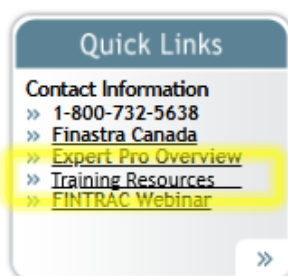 Quick Links
Contact Information
» 1-800-732-5638
» Finastra Canada
» Expert Pro Overview
» Training Resources
» FINTRAC Webinar
»